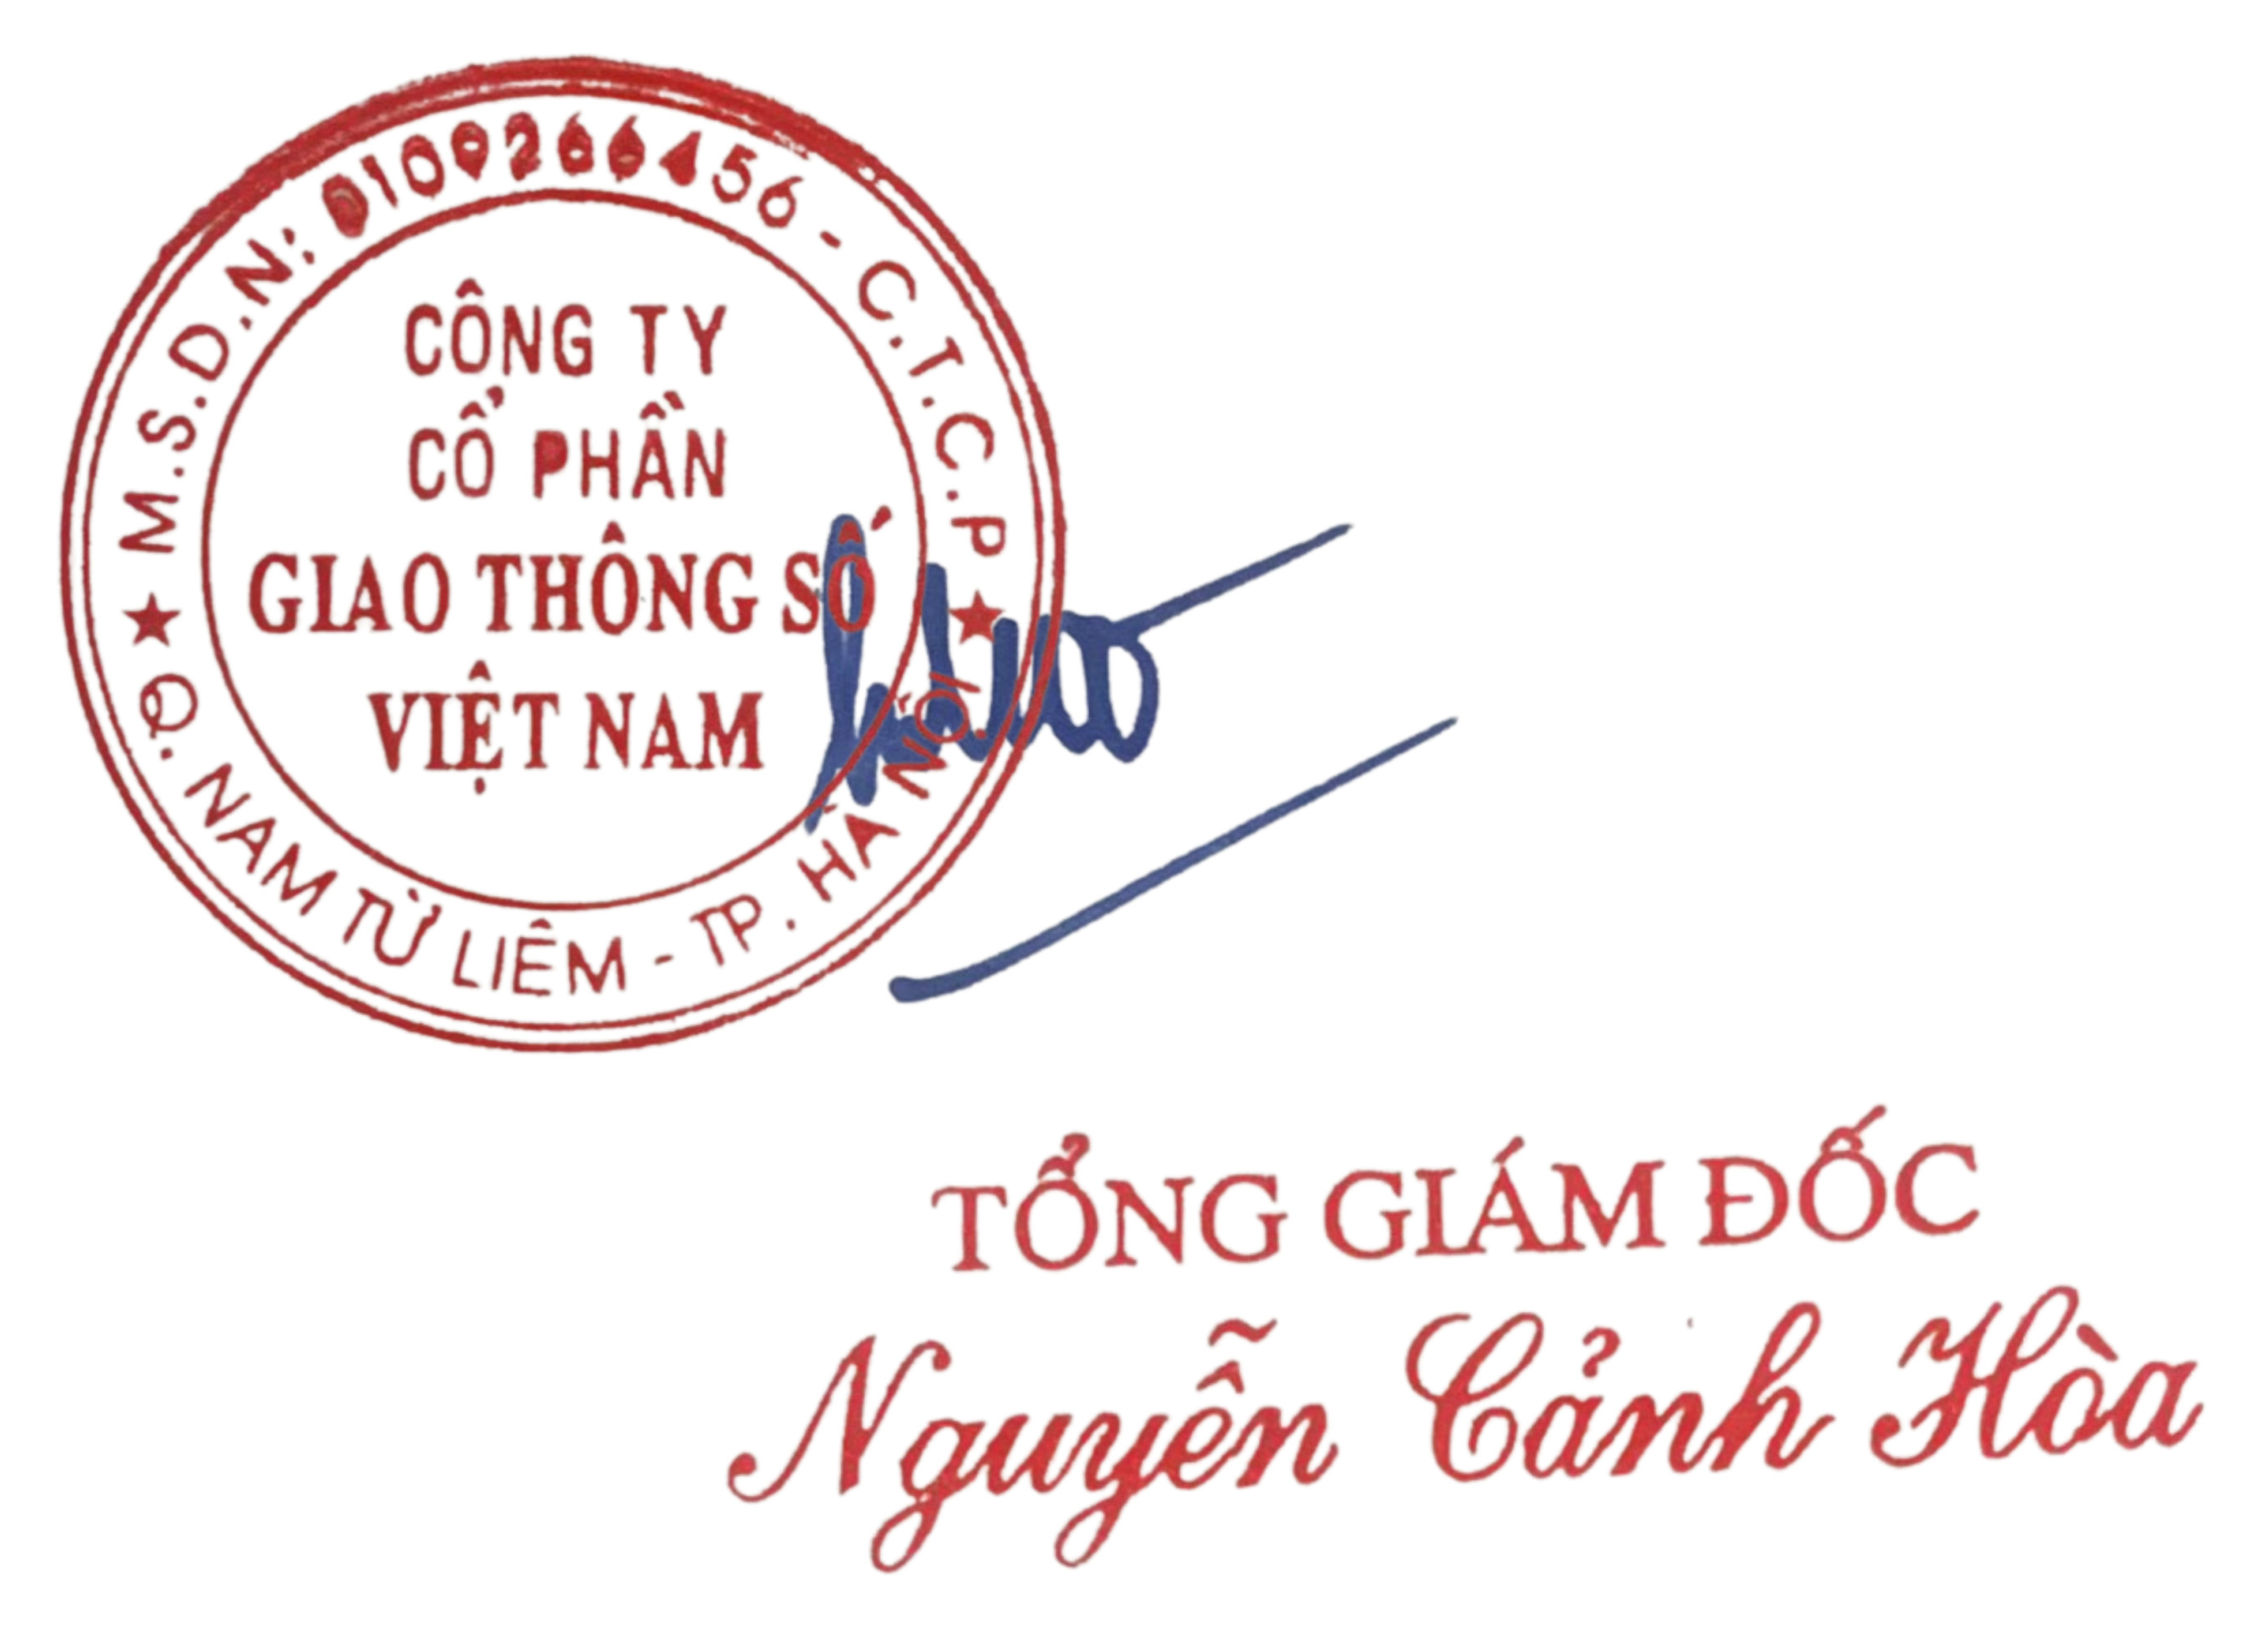 M.S.D.N: 0109266456 - C.T.C.P
CÔNG TY
CỔ PHẦN
GIAO THÔNG SỐ
VIỆT NAM
★ Q. NAM TỪ LIÊM - TP. HÀ NỘI ★
TỔNG GIÁM ĐỐC
Nguyễn Cảnh Hòa